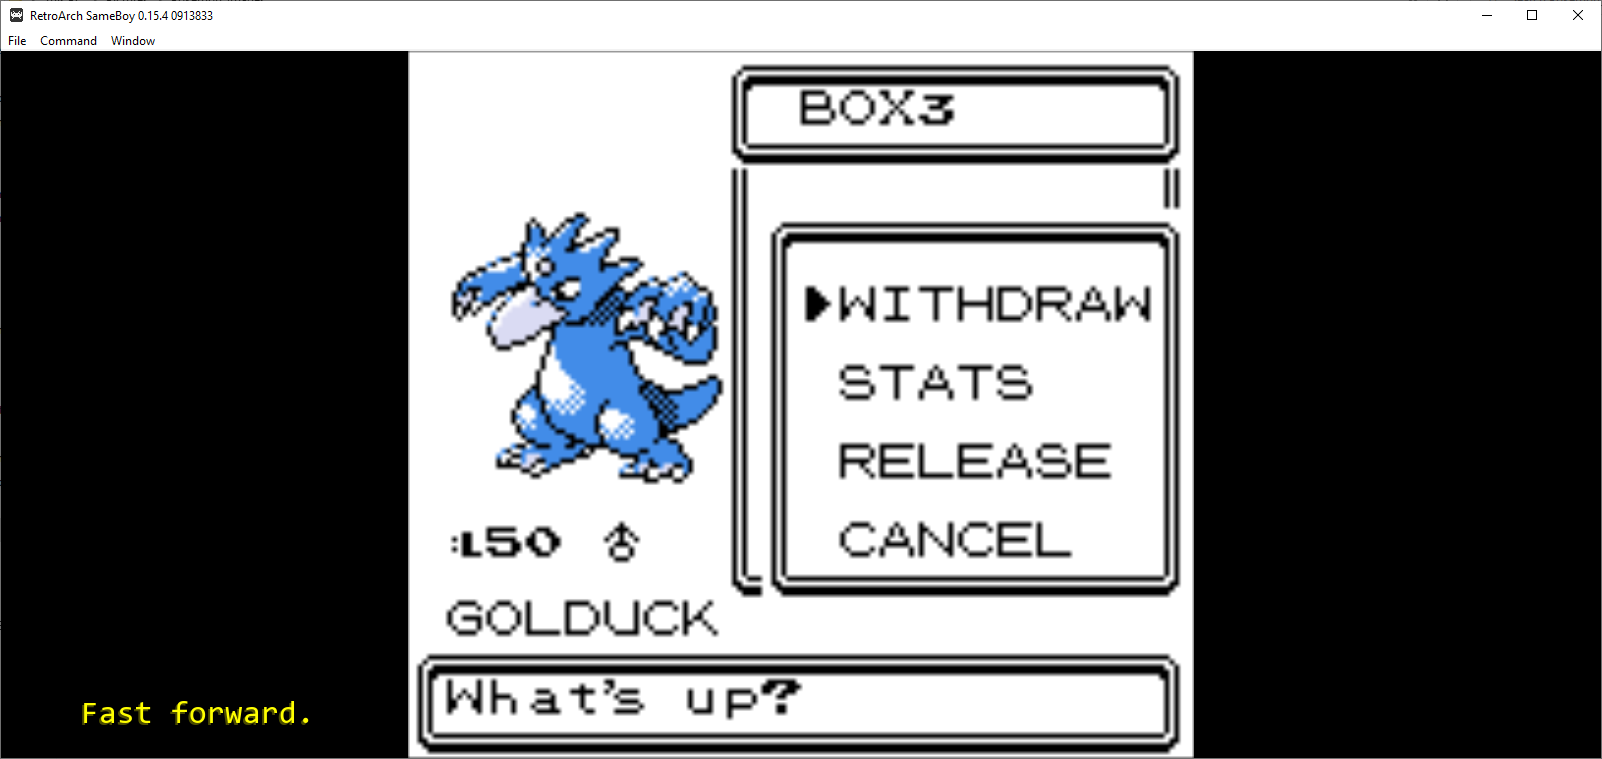 RetroArch SameBoy 0.15.4 0913833
File Command Window
BOX3
WITHDRAW
STATS
RELEASE
CANCEL
:L50 ♂
GOLDUCK
What's up?
Fast forward.